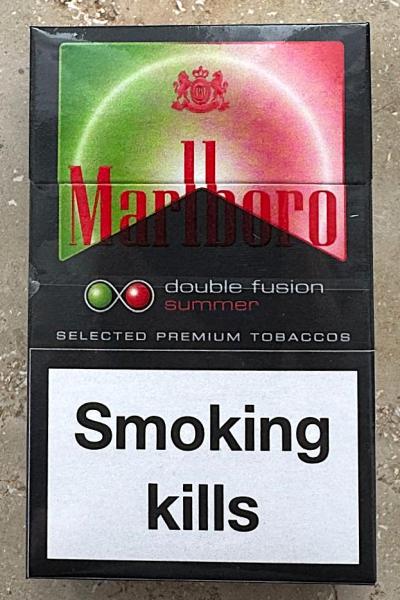 Marlboro
double fusion
summer
SELECTED PREMIUM TOBACCOS
Smoking
kills